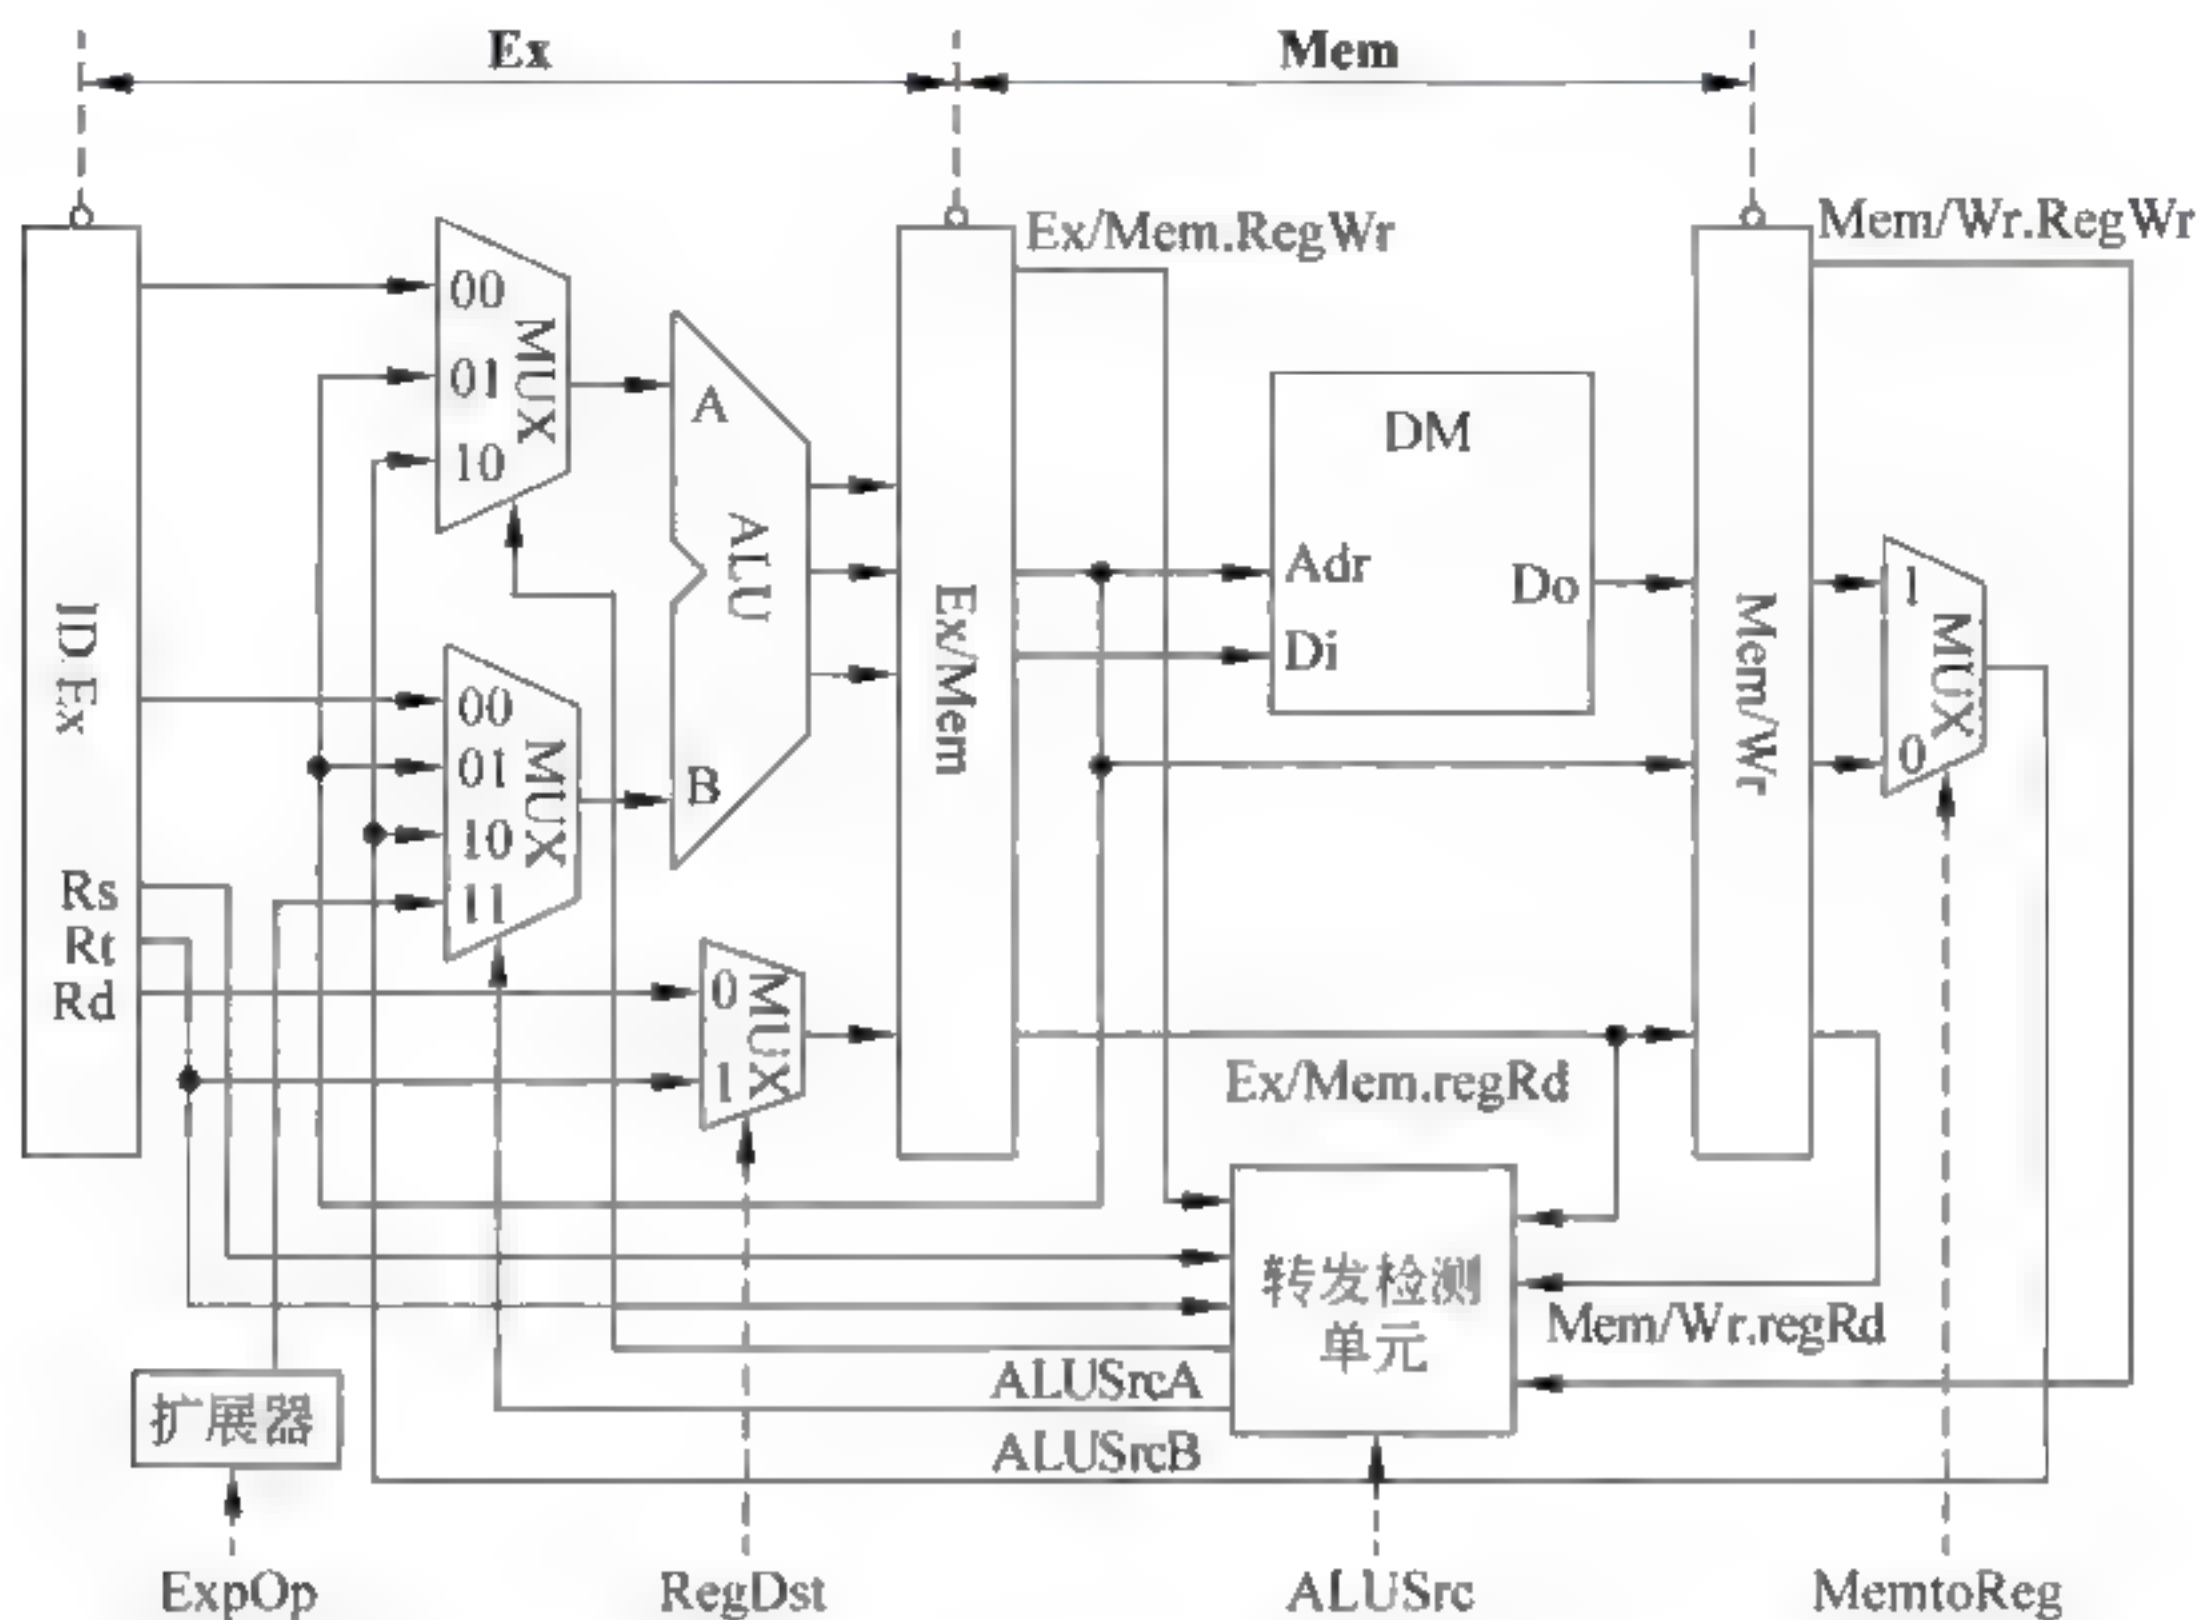 Ex
Mem
Ex/Mem.RegWr
Mem/Wr.RegWr
00
01
10
MUX
A
ALU
B
DM
Adr
Do
Di
ID/Ex
Ex/Mem
Mem/Wr
1
MUX
0
00
01
10
11
MUX
Rs
Rt
Rd
0
MUX
1
Ex/Mem.regRd
转发检测
单元
Mem/Wr.regRd
ALUSrcA
扩展器
ALUSrcB
ExpOp
RegDst
ALUSrc
MemtoReg